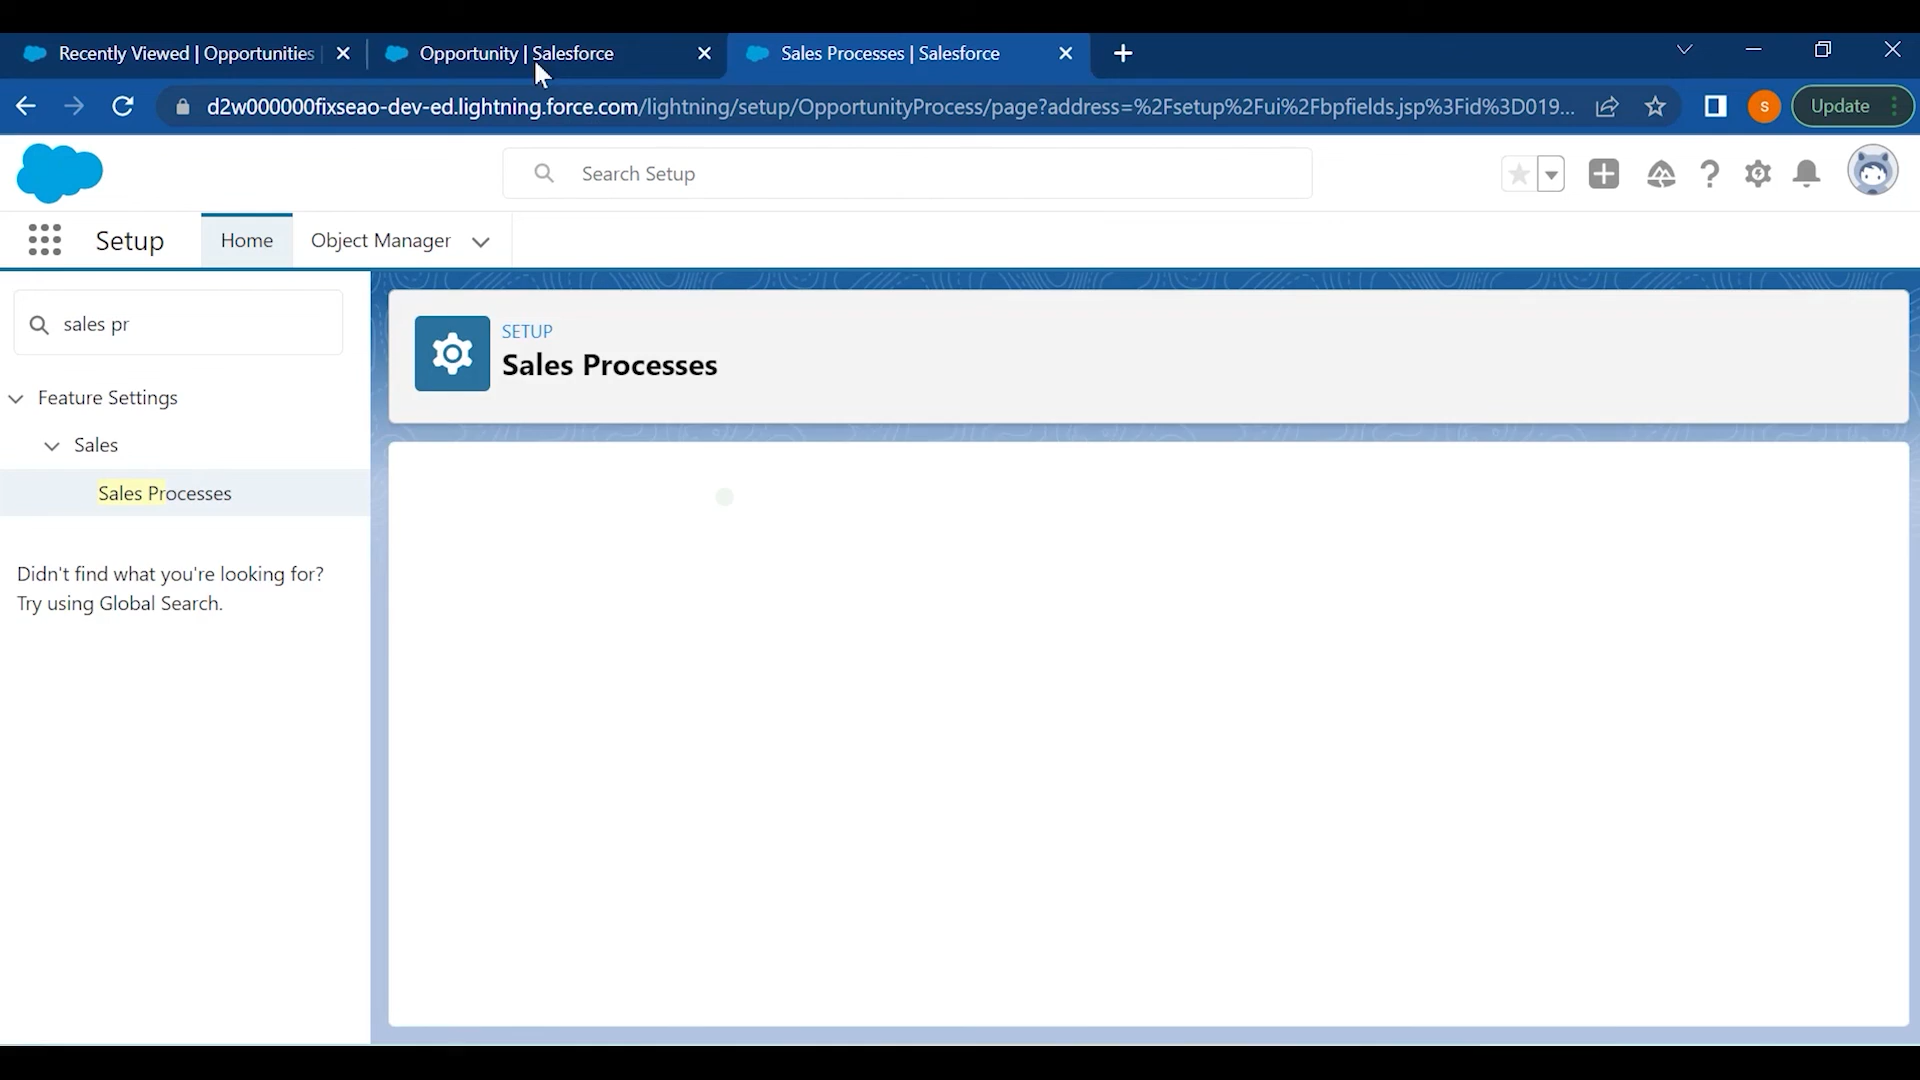 Recently Viewed | Opportunities
Opportunity | Salesforce
Sales Processes | Salesforce
d2w000000fixseao-dev-ed.lightning.force.com/lightning/setup/OpportunityProcess/page?address=%2Fsetup%2Fui%2Fbpfields.jsp%3Fid%3D019...
S
Update
Search Setup
Setup
Home
Object Manager
sales pr
SETUP
Sales Processes
Feature Settings
Sales
Sales Processes
Didn't find what you're looking for?
Try using Global Search.